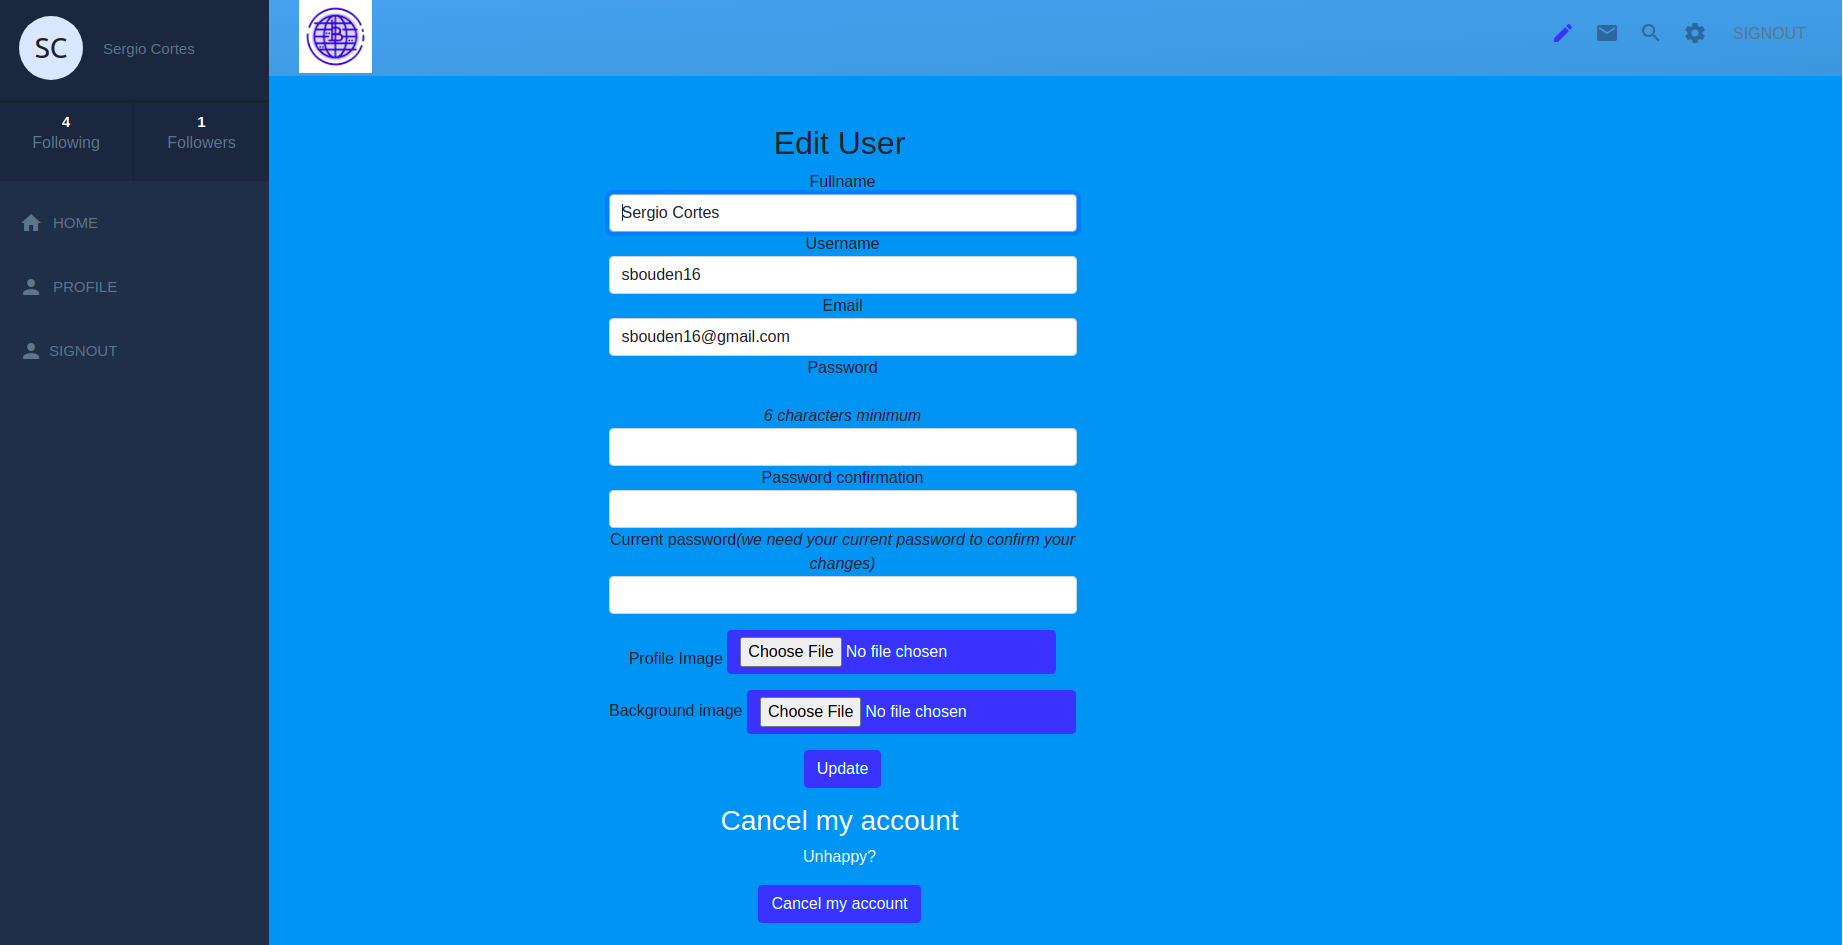 SC
Sergio Cortes
4
Following
1
Followers
HOME
PROFILE
SIGNOUT
B
SIGNOUT
Edit User
Fullname
Sergio Cortes
Username
sbouden16
Email
sbouden16@gmail.com
Password
6 characters minimum
Password confirmation
Current password(we need your current password to confirm your
changes)
Profile Image Choose File No file chosen
Background image Choose File No file chosen
Update
Cancel my account
Unhappy?
Cancel my account